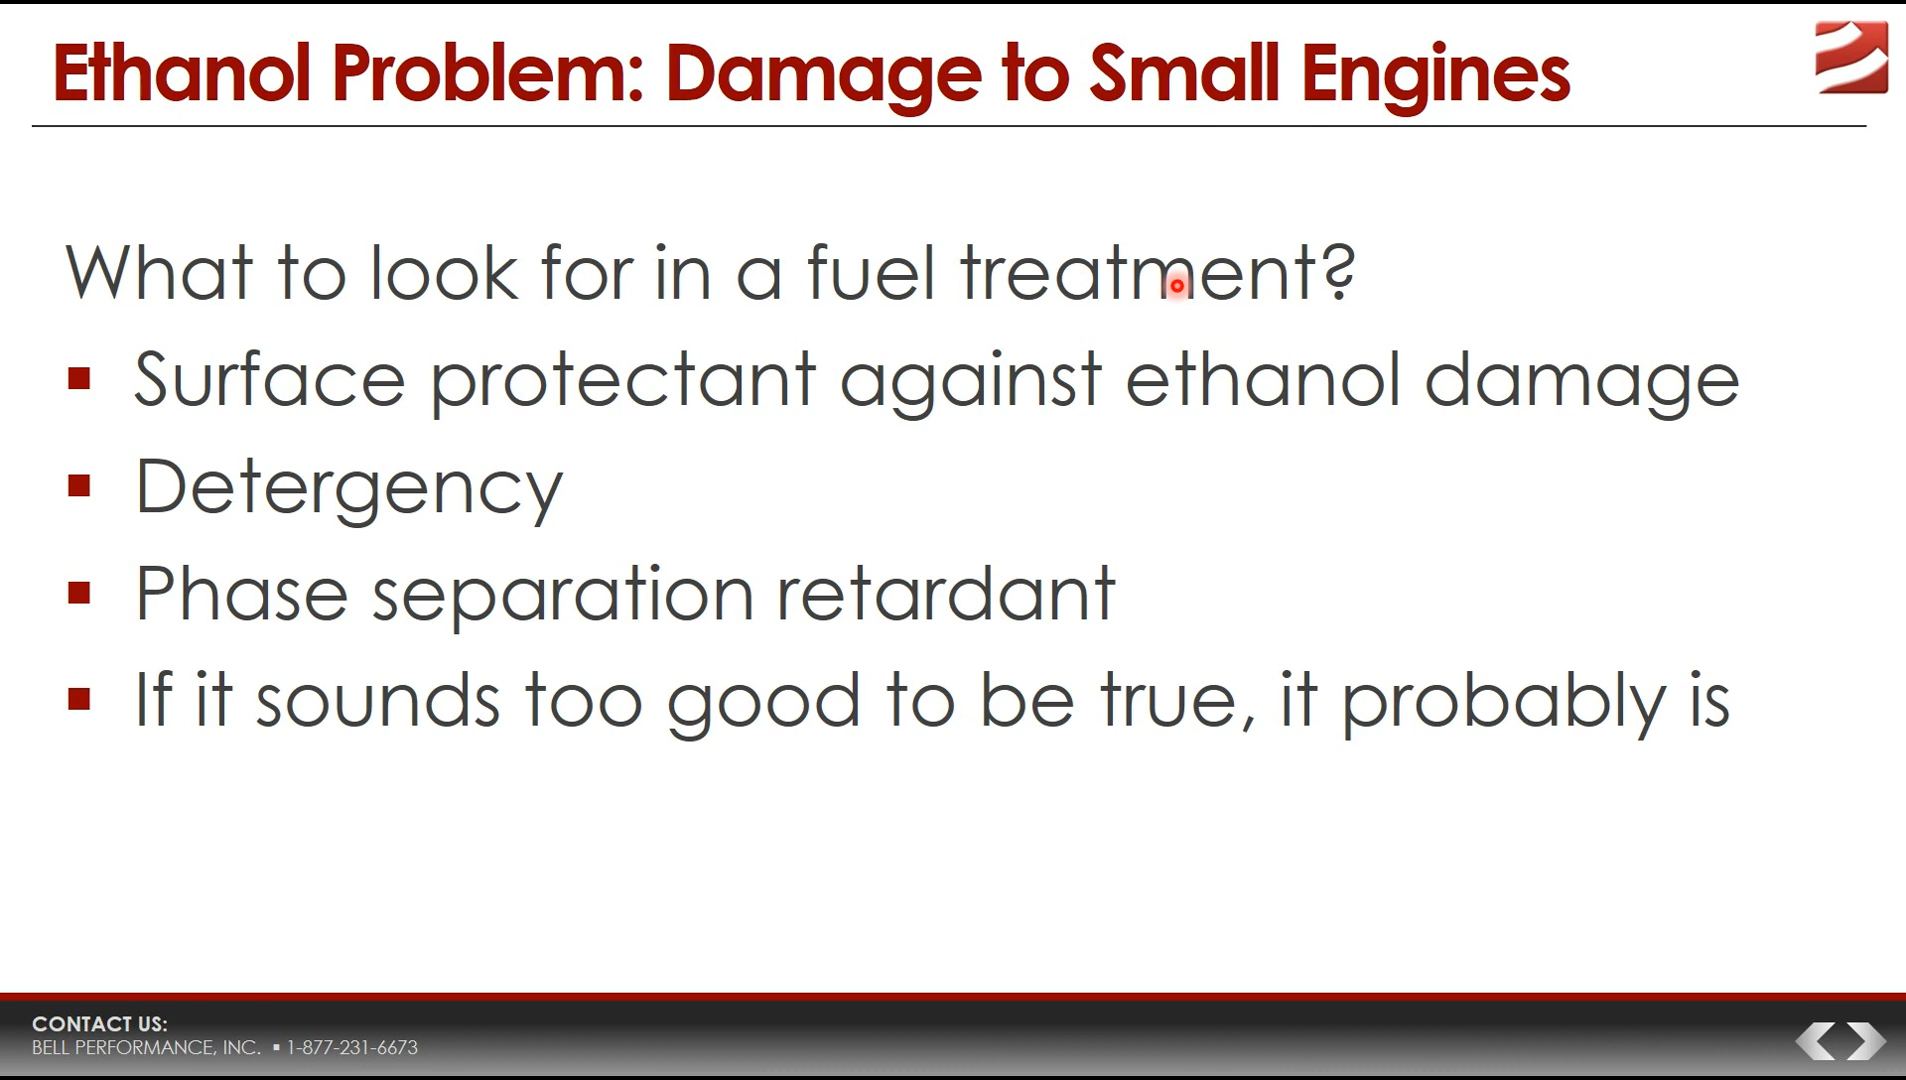 Ethanol Problem: Damage to Small Engines
What to look for in a fuel treatment?
▪ Surface protectant against ethanol damage
▪ Detergency
▪ Phase separation retardant
▪ If it sounds too good to be true, it probably is
CONTACT US:
BELL PERFORMANCE, INC. ▪ 1-877-231-6673